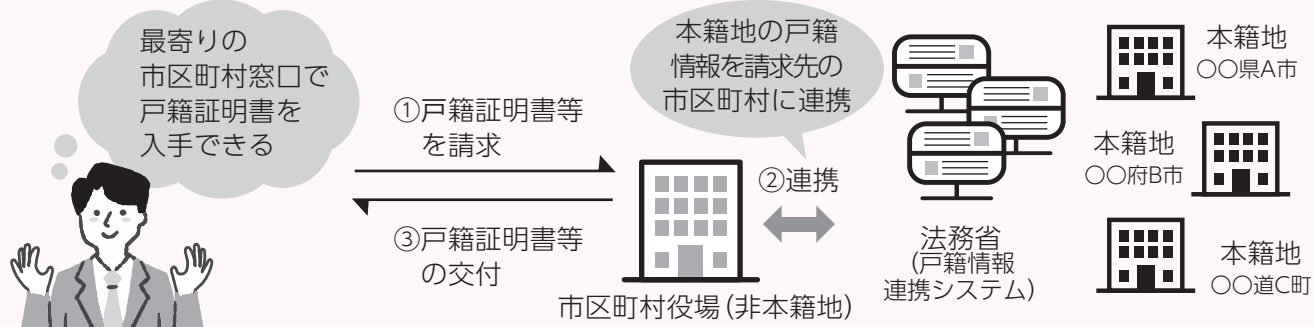 最寄りの
市区町村窓口で
戸籍証明書を
入手できる
①戸籍証明書等
を請求
③戸籍証明書等
の交付
本籍地の戸籍
情報を請求先の
市区町村に連携
②連携
市区町村役場(非本籍地)
法務省
(戸籍情報
連携システム)
本籍地
○○県A市
本籍地
○○府B市
本籍地
○○道C町